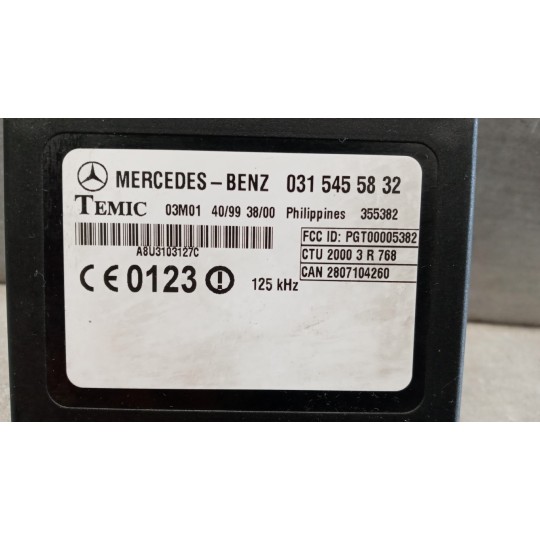 MERCEDES-BENZ 031 545 58 32
TEMIC 03M01 40/99 38/00 Philippines 355382
A8U3103127C
FCC ID: PGT00005382
CTU 2000 3 R 768
CAN 2807104260
CE 0123 125 kHz